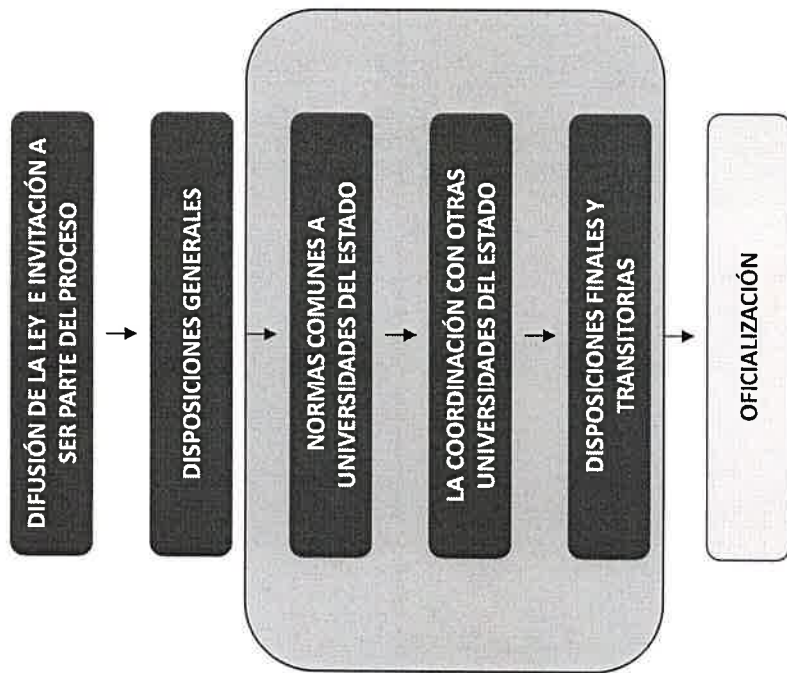 DIFUSIÓN DE LA LEY E INVITACIÓN A
SER PARTE DEL PROCESO
DISPOSICIONES GENERALES
NORMAS COMUNES A
UNIVERSIDADES DEL ESTADO
LA COORDINACIÓN CON OTRAS
UNIVERSIDADES DEL ESTADO
DISPOSICIONES FINALES Y
TRANSITORIAS
OFICIALIZACIÓN